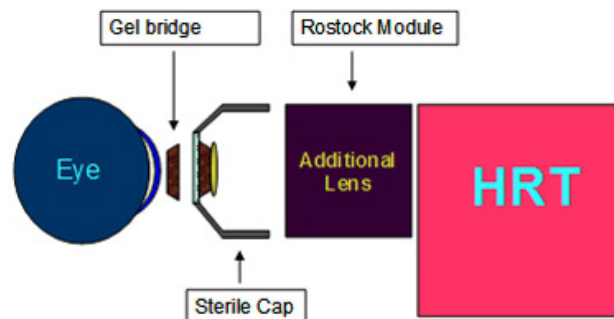 Gel bridge
Rostock Module
Eye
Additional
Lens
HRT
Sterile Cap